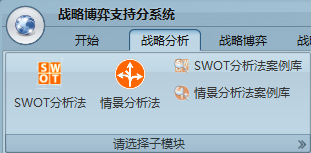 战略博弈支持分系统
开始 战略分析 战略博弈
SWOT
SWOT分析法 情景分析法
SWOT分析法案例库
情景分析法案例库
请选择子模块